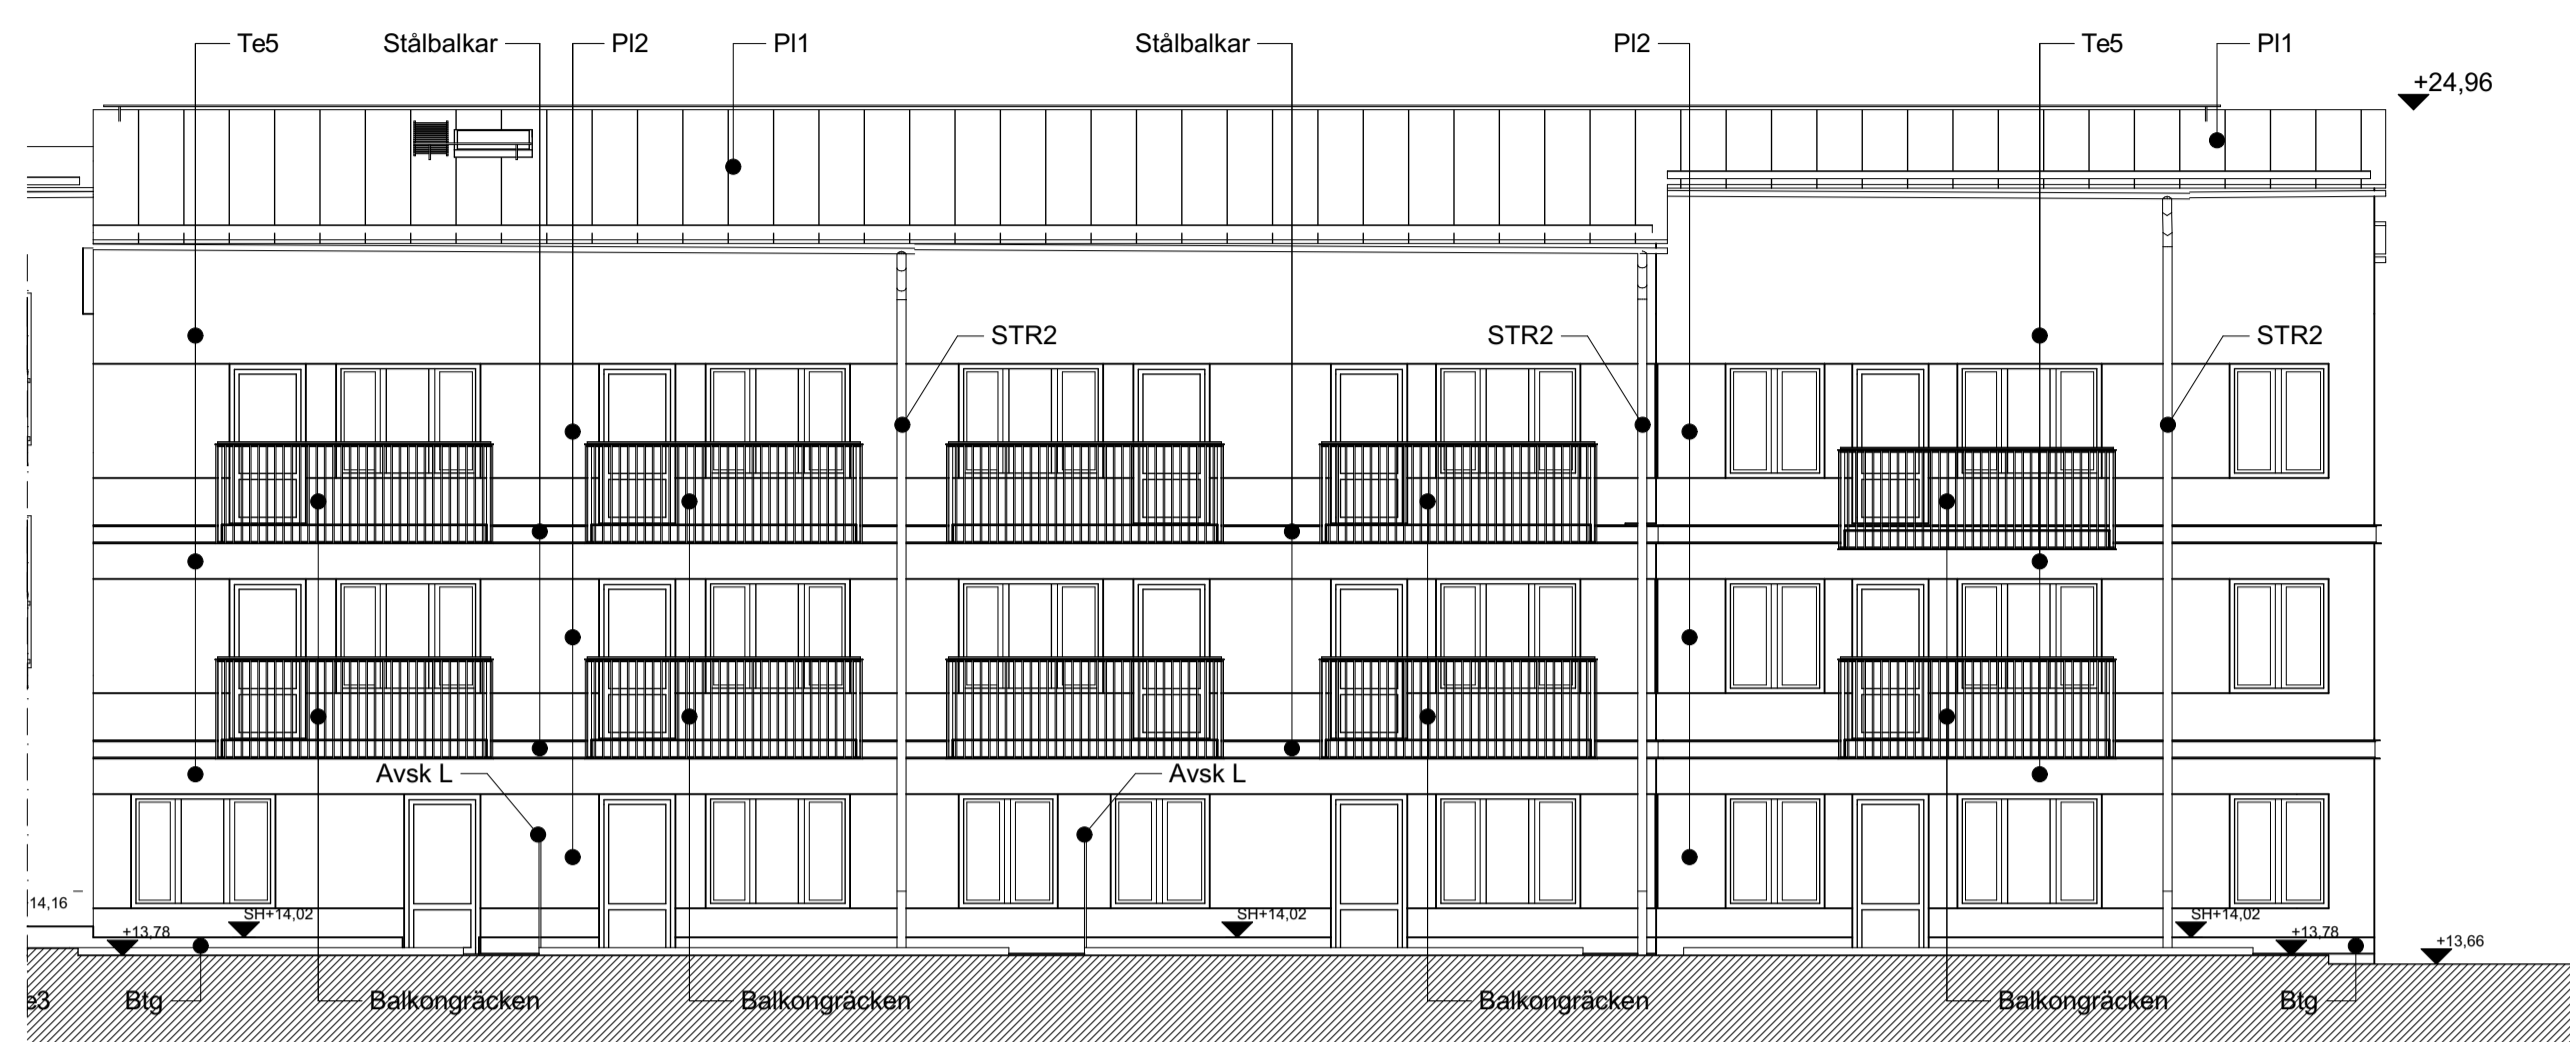 Te5
Stålbalkar
Pl2
Pl1
Stålbalkar
Pl2
Te5
Pl1
+24,96
STR2
STR2
STR2
Avsk L
Avsk L
14,16
SH+14,02
SH+14,02
SH+14,02
+13,78
+13,78
+13,66
e3
Btg
Balkongräcken
Balkongräcken
Balkongräcken
Balkongräcken
Btg